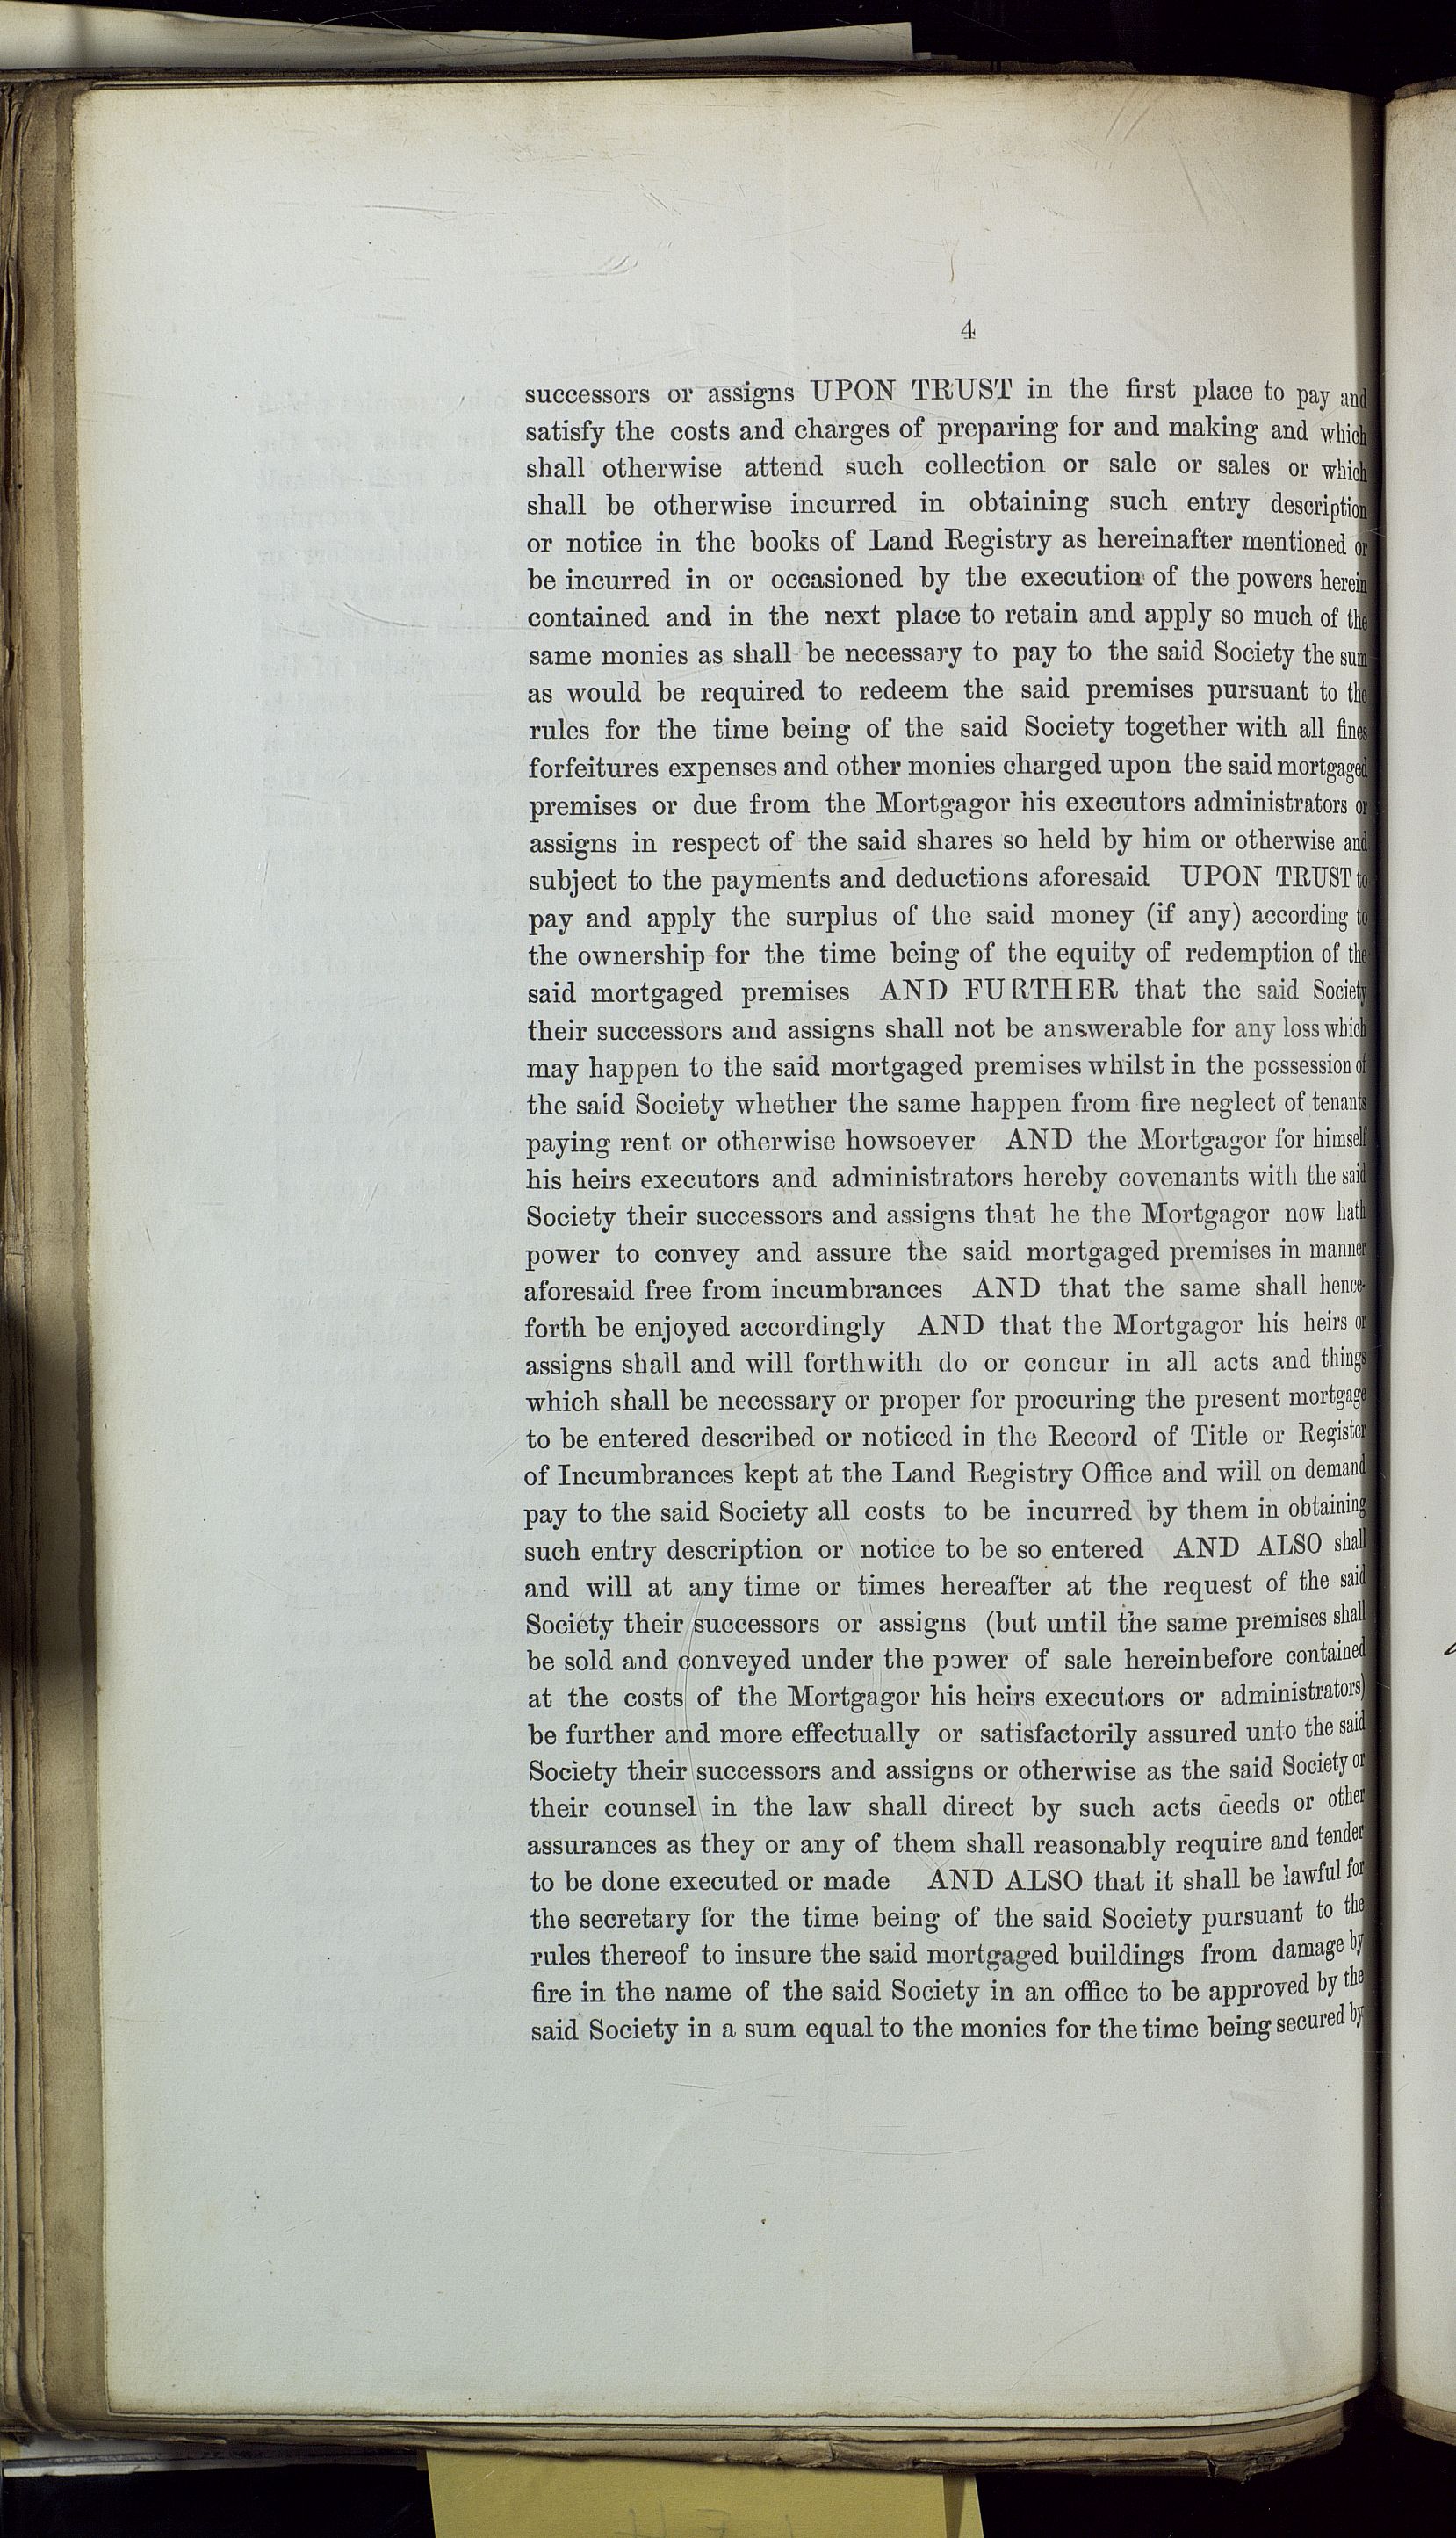 4
successors or assigns UPON TRUST in the first place to pay and
satisfy the costs and charges of preparing for and making and which
shall otherwise attend such collection or sale or sales or which
shall be otherwise incurred in obtaining such entry description
or notice in the books of Land Registry as hereinafter mentioned or
be incurred in or occasioned by the execution of the powers herein
contained and in the next place to retain and apply so much of the
same monies as shall be necessary to pay to the said Society the sum
as would be required to redeem the said premises pursuant to the
rules for the time being of the said Society together with all fines
forfeitures expenses and other monies charged upon the said mortgaged
premises or due from the Mortgagor his executors administrators or
assigns in respect of the said shares so held by him or otherwise and
subject to the payments and deductions aforesaid UPON TRUST to
pay and apply the surplus of the said money (if any) according to
the ownership for the time being of the equity of redemption of the
said mortgaged premises AND FURTHER that the said Society
their successors and assigns shall not be answerable for any loss which
may happen to the said mortgaged premises whilst in the possession of
the said Society whether the same happen from fire neglect of tenants
paying rent or otherwise howsoever AND the Mortgagor for himself
his heirs executors and administrators hereby covenants with the said
Society their successors and assigns that he the Mortgagor now hath
power to convey and assure the said mortgaged premises in manner
aforesaid free from incumbrances AND that the same shall hence-
forth be enjoyed accordingly AND that the Mortgagor his heirs or
assigns shall and will forthwith do or concur in all acts and things
which shall be necessary or proper for procuring the present mortgage
to be entered described or noticed in the Record of Title or Register
of Incumbrances kept at the Land Registry Office and will on demand
pay to the said Society all costs to be incurred by them in obtaining
such entry description or notice to be so entered AND ALSO shall
and will at any time or times hereafter at the request of the said
Society their successors or assigns (but until the same premises shall
be sold and conveyed under the power of sale hereinbefore contained
at the costs of the Mortgagor his heirs executors or administrators)
be further and more effectually or satisfactorily assured unto the said
Society their successors and assigns or otherwise as the said Society or
their counsel in the law shall direct by such acts deeds or other
assurances as they or any of them shall reasonably require and tender
to be done executed or made AND ALSO that it shall be lawful for
the secretary for the time being of the said Society pursuant to the
rules thereof to insure the said mortgaged buildings from damage by
fire in the name of the said Society in an office to be approved by the
said Society in a sum equal to the monies for the time being secured by